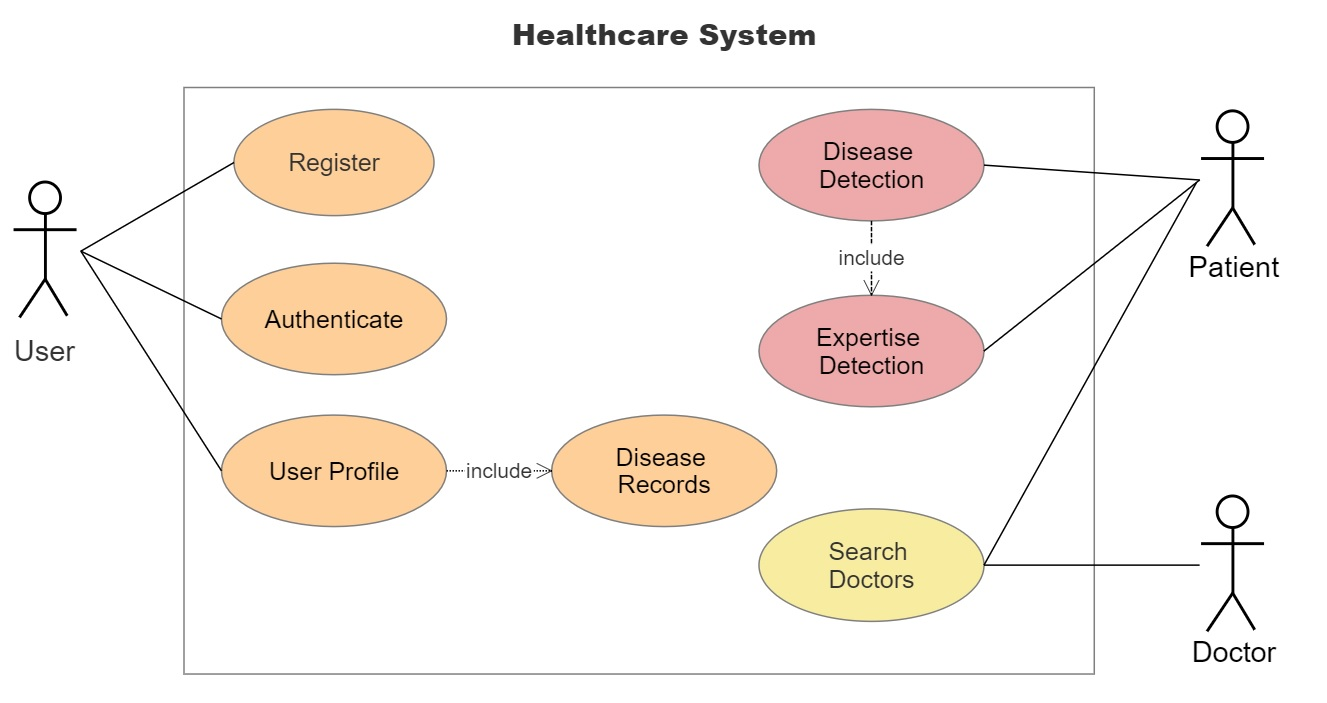 Healthcare System
Register
Authenticate
User Profile
include
Disease
Records
Disease
Detection
include
Expertise
Detection
Search
Doctors
User
Patient
Doctor